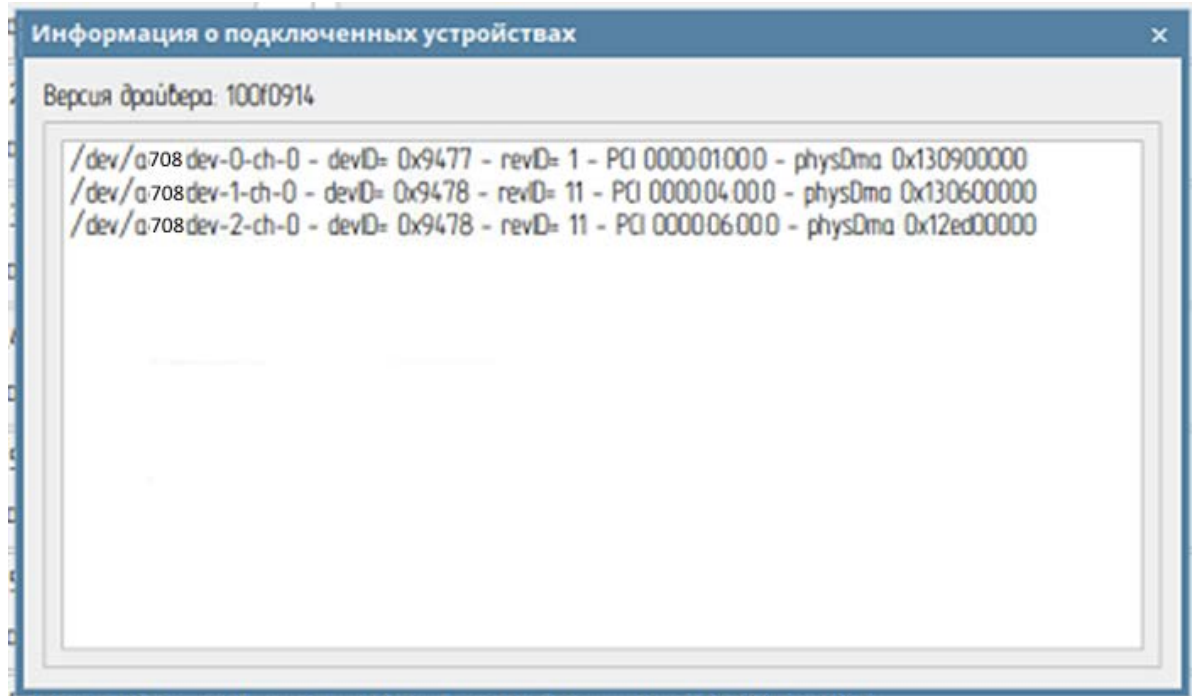 Информация о подключенных устройствах
Версия драйвера: 100f0914
/dev/a708dev-0-ch-0 - devID= 0x9477 - revID= 1 - PCI 0000:01:00.0 - physDma 0x130900000
/dev/a708dev-1-ch-0 - devID= 0x9478 - revID= 11 - PCI 0000:04:00.0 - physDma 0x130600000
/dev/a708dev-2-ch-0 - devID= 0x9478 - revID= 11 - PCI 0000:06:00.0 - physDma 0x12ed00000